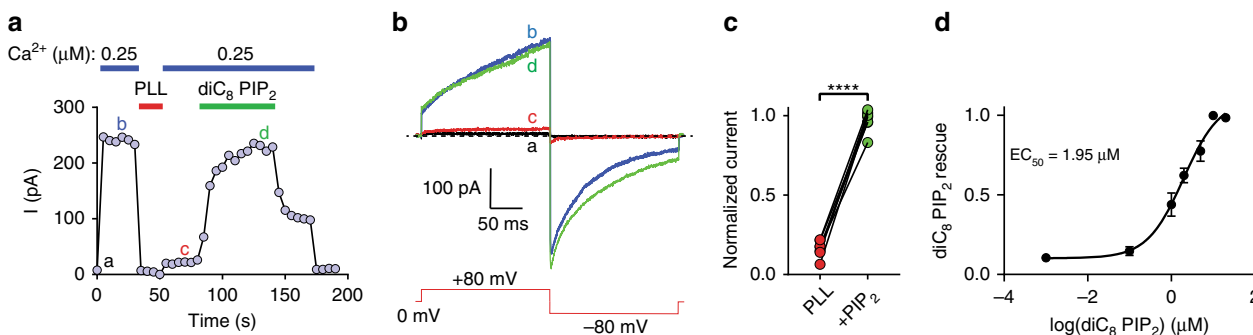 a
Ca²⁺ (μM): 0.25 0.25
PLL diC₈ PIP₂
300
200
100
0
I (pA)
a
b
c
d
0 50 100 150 200
Time (s)
b
b
d
c
a
100 pA
50 ms
+80 mV
0 mV
−80 mV
c
****
1.0
0.5
0.0
Normalized current
PLL
+PIP₂
d
1.0
0.5
0.0
diC₈ PIP₂ rescue
EC₅₀ = 1.95 μM
−4 −2 0 2
log(diC₈ PIP₂) (μM)